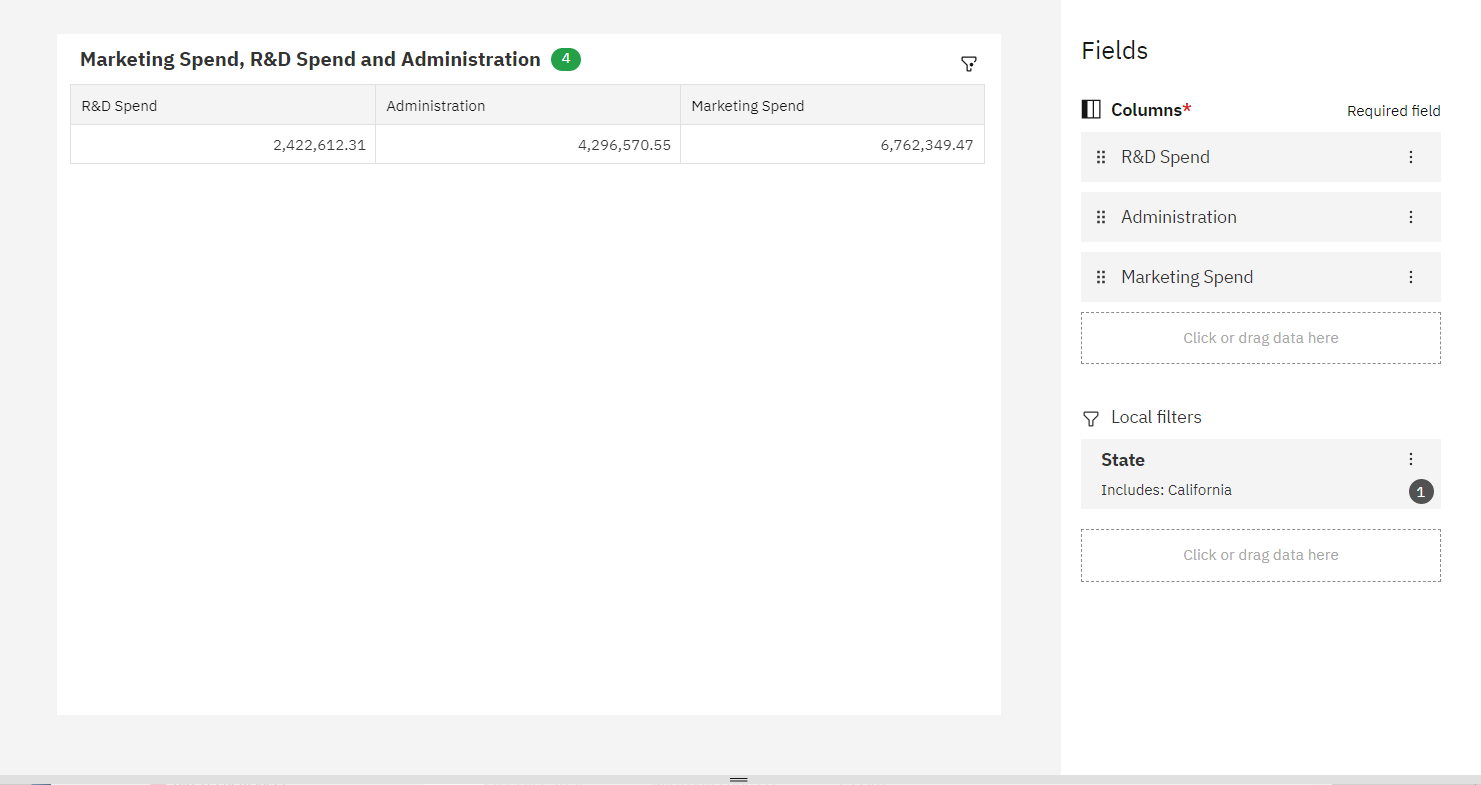 Marketing Spend, R&D Spend and Administration 4
R&D Spend Administration Marketing Spend
2,422,612.31 4,296,570.55 6,762,349.47
Fields
Columns* Required field
R&D Spend
Administration
Marketing Spend
Click or drag data here
Local filters
State
Includes: California 1
Click or drag data here